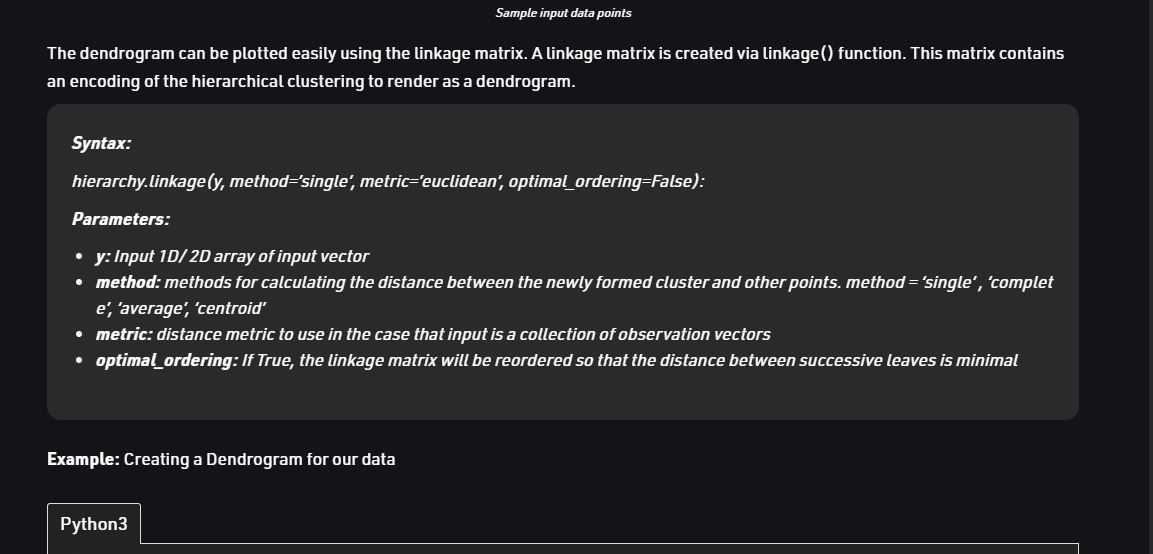 Sample input data points
The dendrogram can be plotted easily using the linkage matrix. A linkage matrix is created via linkage() function. This matrix contains
an encoding of the hierarchical clustering to render as a dendrogram.
Syntax:
hierarchy.linkage(y, method=’single’, metric=’euclidean’, optimal_ordering=False):
Parameters:
• y: Input 1D/ 2D array of input vector
• method: methods for calculating the distance between the newly formed cluster and other points. method = ‘single’ , ‘complet
e’, ‘average’, ‘centroid’
• metric: distance metric to use in the case that input is a collection of observation vectors
• optimal_ordering: If True, the linkage matrix will be reordered so that the distance between successive leaves is minimal
Example: Creating a Dendrogram for our data
Python3